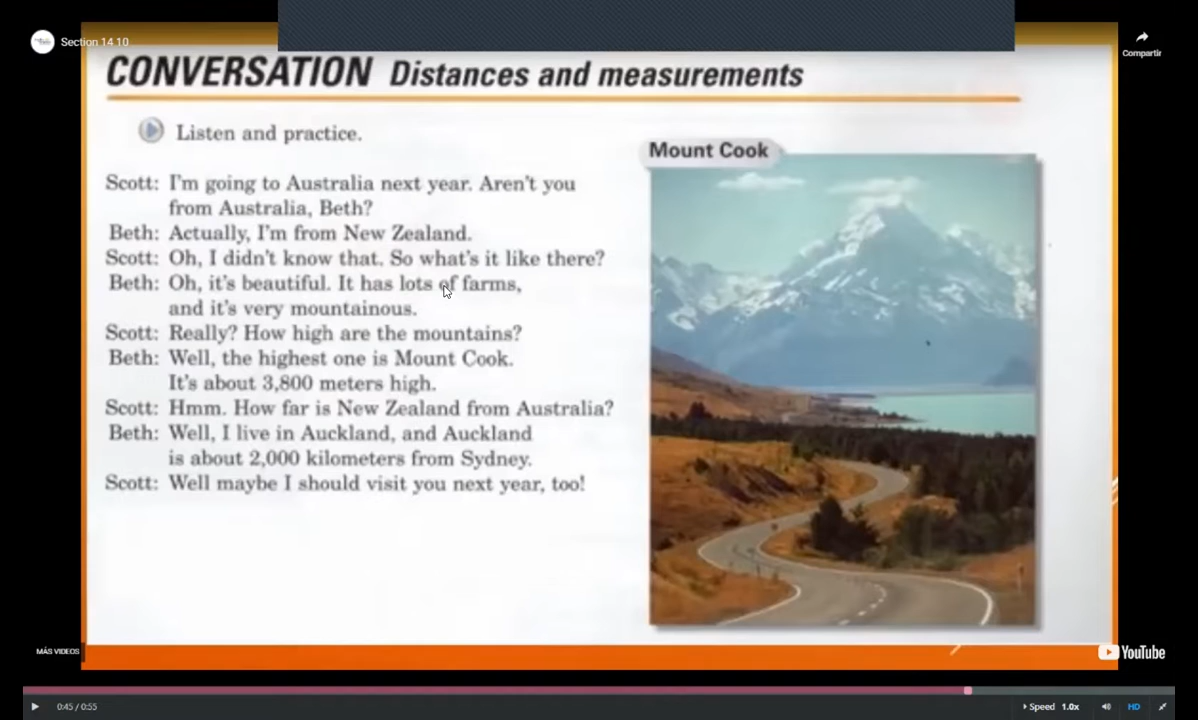 Section 14 10
Compartir
CONVERSATION Distances and measurements
Listen and practice.
Mount Cook
Scott: I'm going to Australia next year. Aren't you
from Australia, Beth?
Beth: Actually, I'm from New Zealand.
Scott: Oh, I didn't know that. So what's it like there?
Beth: Oh, it's beautiful. It has lots of farms,
and it's very mountainous.
Scott: Really? How high are the mountains?
Beth: Well, the highest one is Mount Cook.
It's about 3,800 meters high.
Scott: Hmm. How far is New Zealand from Australia?
Beth: Well, I live in Auckland, and Auckland
is about 2,000 kilometers from Sydney.
Scott: Well maybe I should visit you next year, too!
MÁS VIDEOS
YouTube
0:45 / 0:55
Speed 1.0x
HD